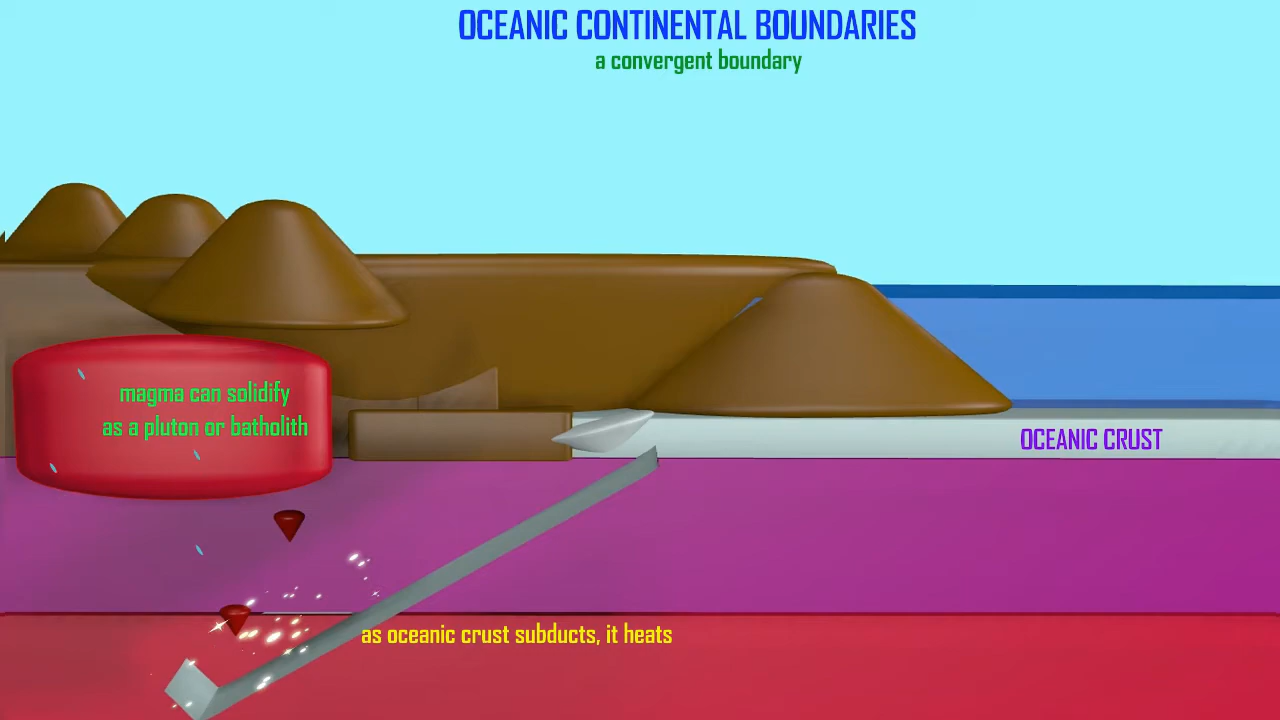 OCEANIC CONTINENTAL BOUNDARIES
a convergent boundary
magma can solidify
as a pluton or batholith
OCEANIC CRUST
as oceanic crust subducts, it heats